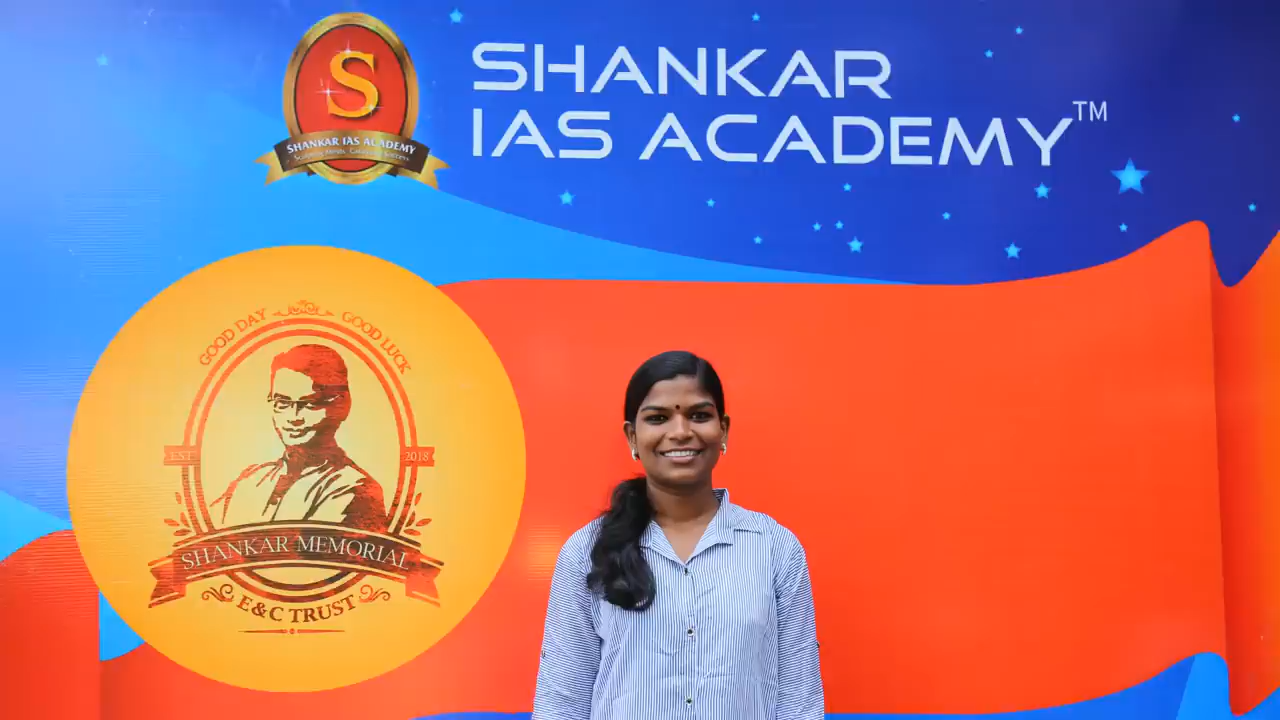 S
SHANKAR IAS ACADEMY
SHANKAR
IAS ACADEMY™
GOOD DAY GOOD LUCK
EST. 2018
SHANKAR MEMORIAL
E&C TRUST